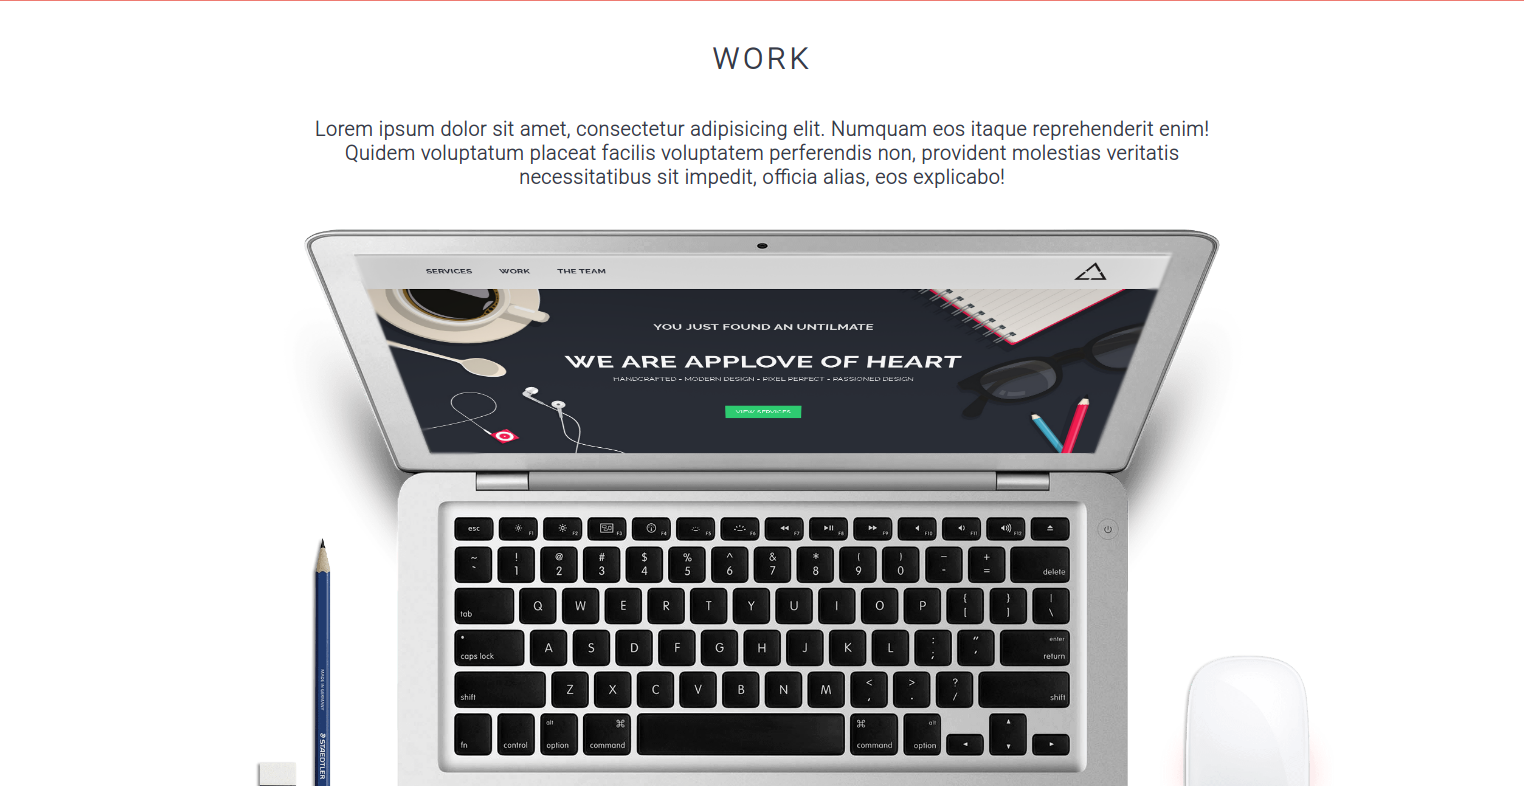 WORK
Lorem ipsum dolor sit amet, consectetur adipisicing elit. Numquam eos itaque reprehenderit enim!
Quidem voluptatum placeat facilis voluptatem perferendis non, provident molestias veritatis
necessitatibus sit impedit, officia alias, eos explicabo!
SERVICES WORK THE TEAM
YOU JUST FOUND AN UNTILMATE
WE ARE APPLOVE OF HEART
HANDCRAFTED - MODERN DESIGN - PIXEL PERFECT - PASSIONED DESIGN
VIEW SERVICES
esc F1 F2 F3 F4 F5 F6 F7 F8 F9 F10 F11 F12
~ ! @ # $ % ^ & * ( ) — +
` 1 2 3 4 5 6 7 8 9 0 - = delete
tab Q W E R T Y U I O P { [ } ] | \
caps lock A S D F G H J K L : ; " ' enter return
shift Z X C V B N M < , > . ? / shift
fn control alt option ⌘ command ⌘ command alt option
MADE IN GERMANY
STAEDTLER